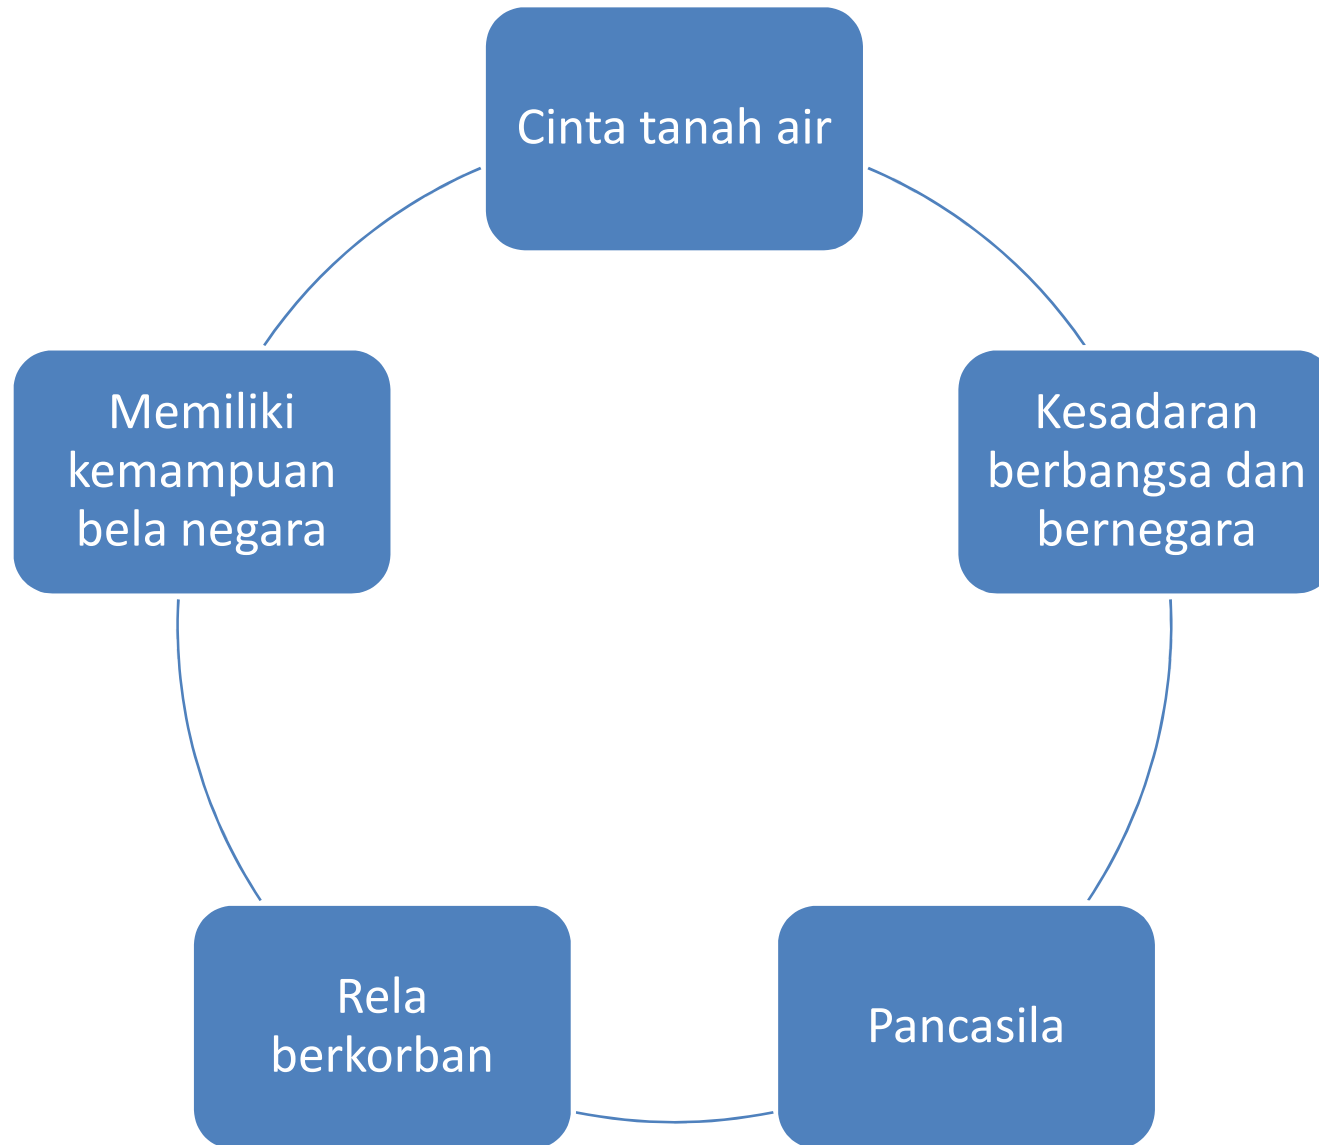 Cinta tanah air
Kesadaran
berbangsa dan
bernegara
Pancasila
Rela
berkorban
Memiliki
kemampuan
bela negara